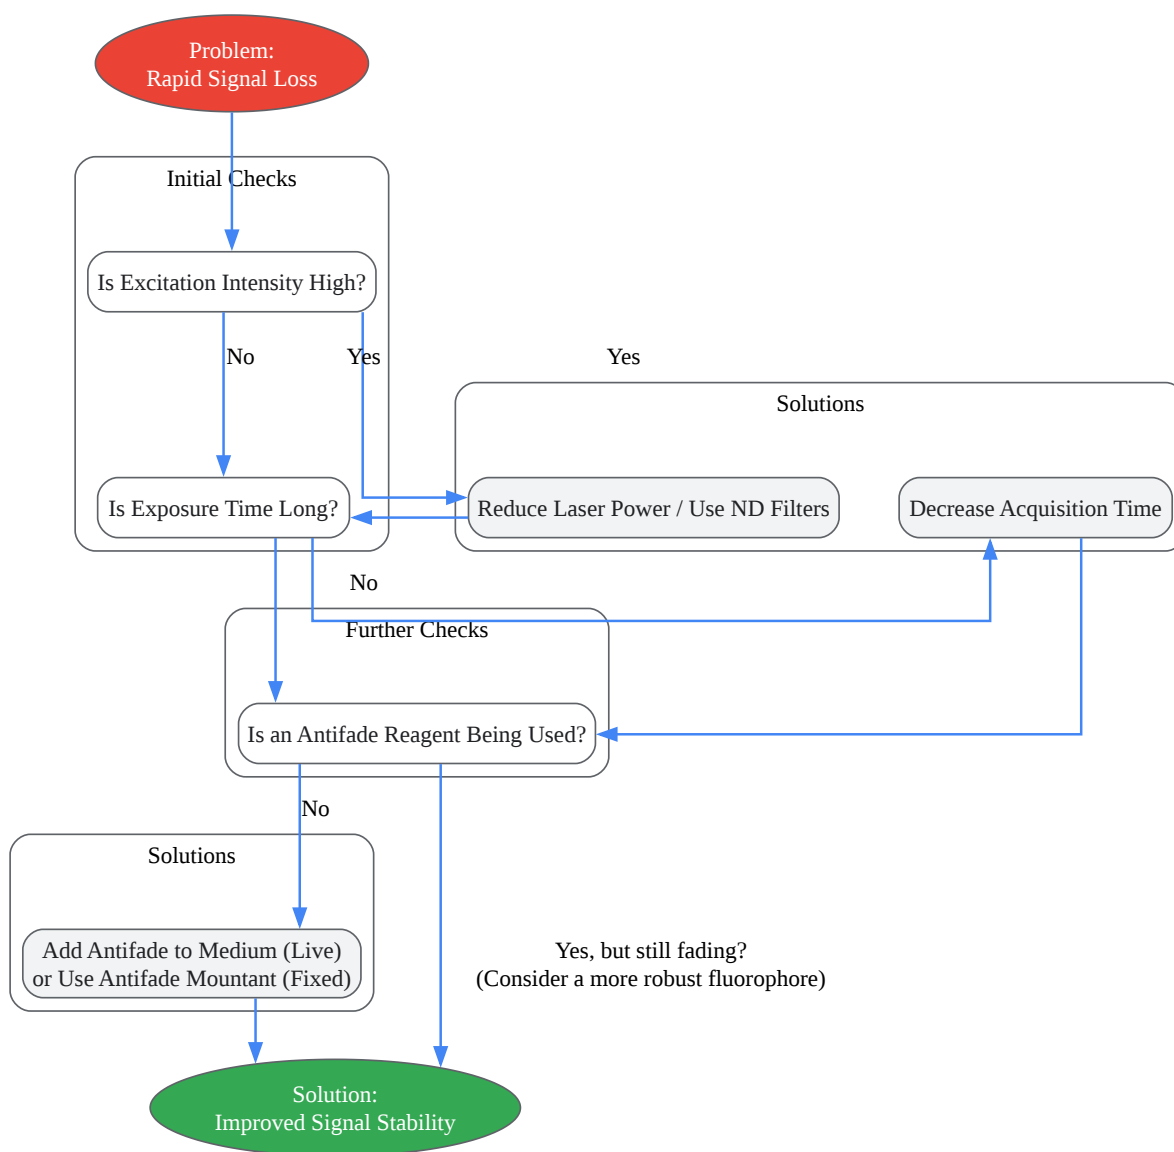 Problem:
Rapid Signal Loss
Initial Checks
Is Excitation Intensity High?
No
Yes
Yes
Solutions
Is Exposure Time Long?
Reduce Laser Power / Use ND Filters
Decrease Acquisition Time
No
Further Checks
Is an Antifade Reagent Being Used?
No
Solutions
Add Antifade to Medium (Live)
or Use Antifade Mountant (Fixed)
Yes, but still fading?
(Consider a more robust fluorophore)
Solution:
Improved Signal Stability